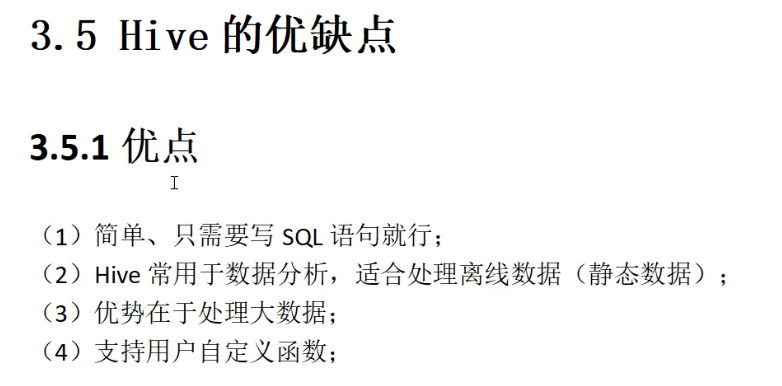 3.5 Hive 的优缺点
3.5.1 优点
（1）简单、只需要写 SQL 语句就行；
（2）Hive 常用于数据分析，适合处理离线数据（静态数据）；
（3）优势在于处理大数据；
（4）支持用户自定义函数；